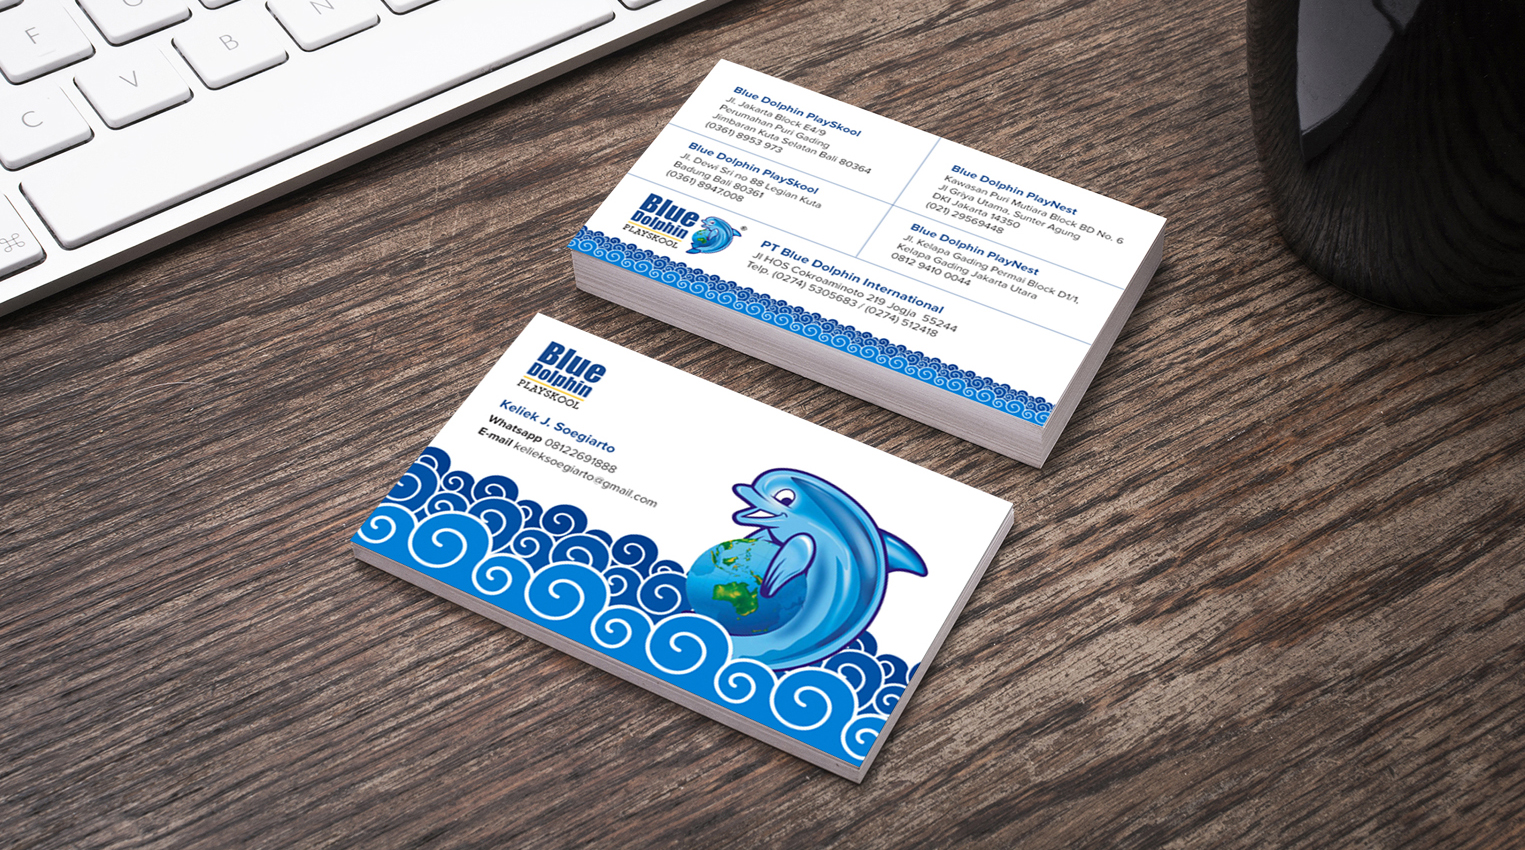 F
C
V
B
N
⌘
Blue Dolphin PlaySkool
Jl. Jakarta Block E4/9
Perumahan Puri Gading
Jimbaran Kuta Selatan Bali 80364
(0361) 8953 973
Blue Dolphin PlaySkool
Jl. Dewi Sri no 88 Legian Kuta
Badung Bali 80361
(0361) 8947008
Blue Dolphin PlayNest
Kawasan Puri Mutiara Block BD No. 6
Jl Griya Utama, Sunter Agung
DKI Jakarta 14350
(021) 29569448
Blue Dolphin PlayNest
Jl. Kelapa Gading Permai Block D1/1,
Kelapa Gading Jakarta Utara
0812 9410 0044
Blue
Dolphin
PLAYSKOOL
®
PT Blue Dolphin International
Jl HOS Cokroaminoto 219 Jogja 55244
Telp. (0274) 5305683 / (0274) 512418
Blue
Dolphin
PLAYSKOOL
Keliek J. Soegiarto
Whatsapp 08122691888
E-mail kelieksoegiarto@gmail.com